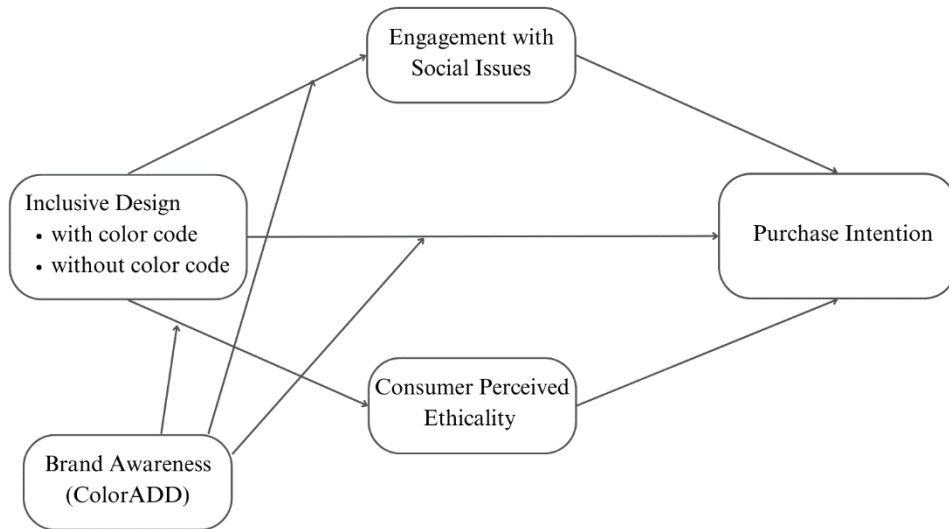 Engagement with
Social Issues
Inclusive Design
• with color code
• without color code
Purchase Intention
Consumer Perceived
Ethicality
Brand Awareness
(ColorADD)